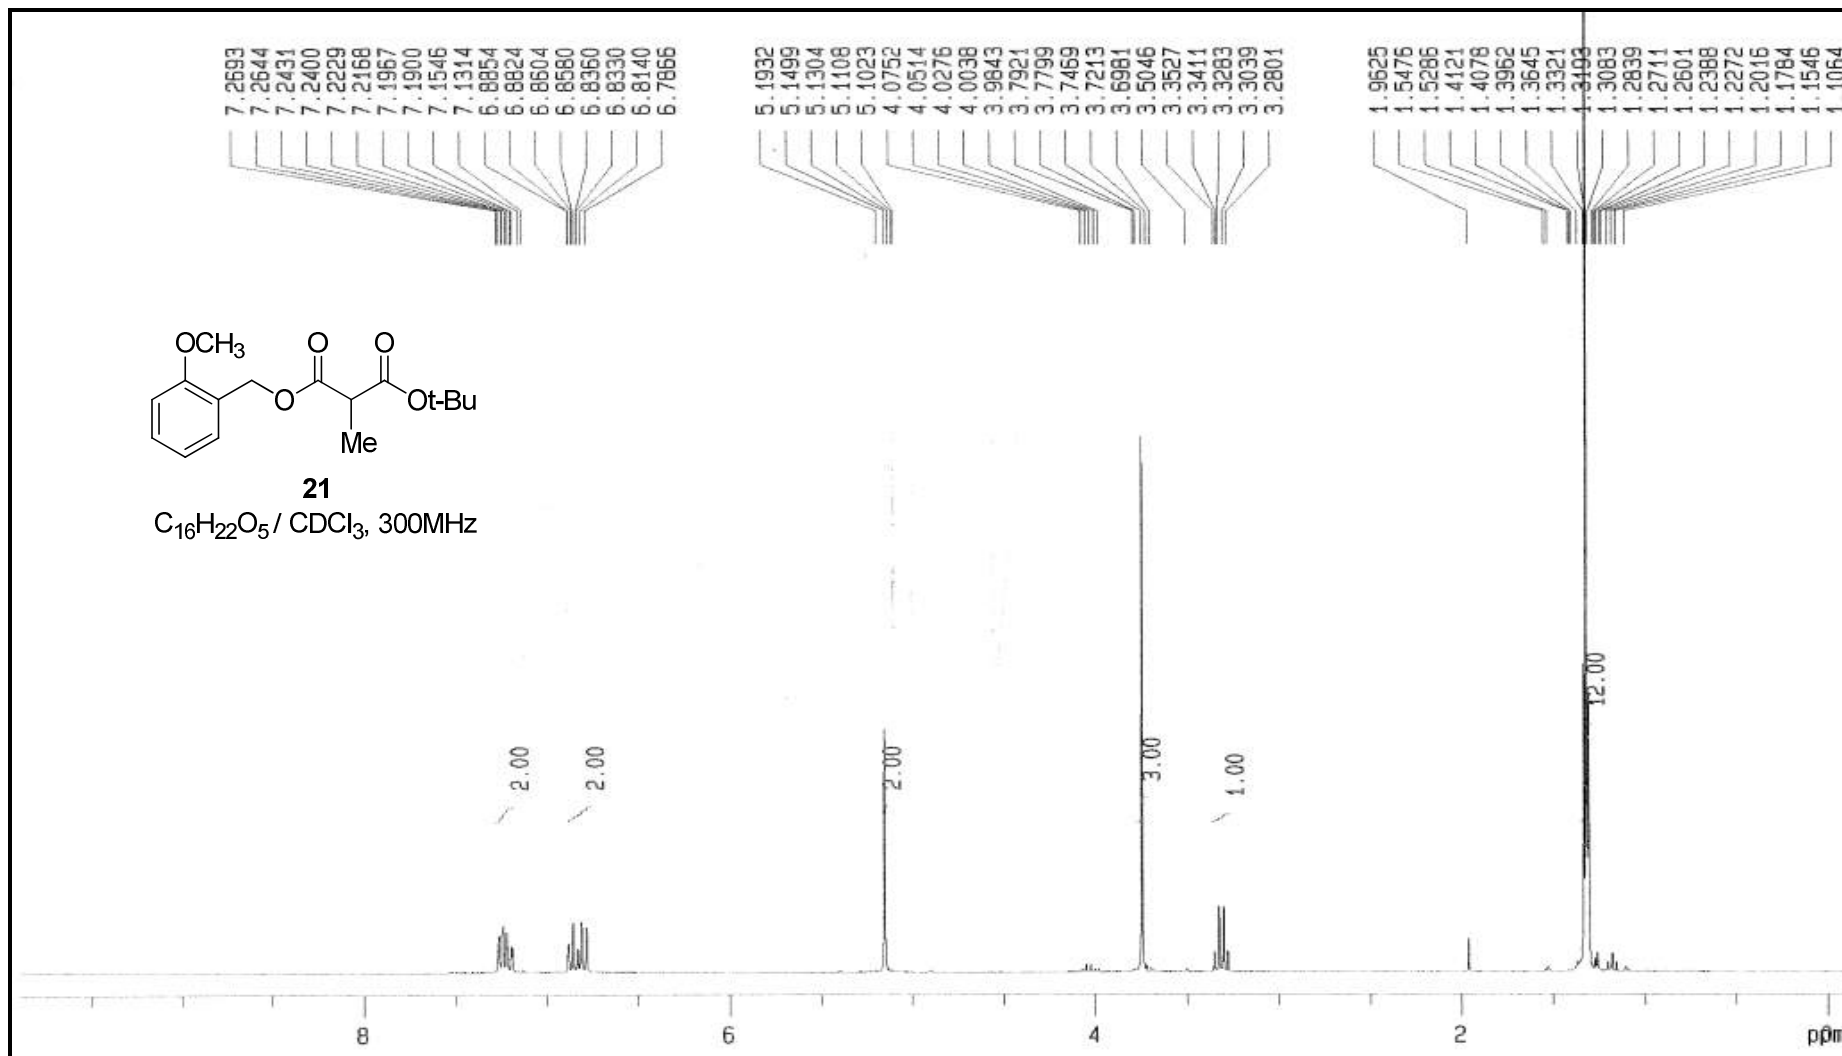 7.2693 7.2644 7.2431 7.2400 7.2229 7.2168 7.1967 7.1900 7.1546 7.1314 6.8854 6.8824 6.8604 6.8580 6.8360 6.8330 6.8140 6.7866
5.1932 5.1499 5.1304 5.1108 5.1023 4.0752 4.0514 4.0276 4.0038 3.9843 3.7921 3.7799 3.7469 3.7213 3.6981 3.5046 3.3527 3.3411 3.3283 3.3039 3.2801
1.9625 1.5476 1.5286 1.4121 1.4078 1.3962 1.3645 1.3321 1.3193 1.3083 1.2839 1.2711 1.2601 1.2388 1.2272 1.2016 1.1784 1.1546 1.1064
OCH3
O O
O Ot-Bu
Me
21
C16H22O5 / CDCl3, 300MHz
2.00 2.00 2.00 3.00 1.00 12.00
8 6 4 2